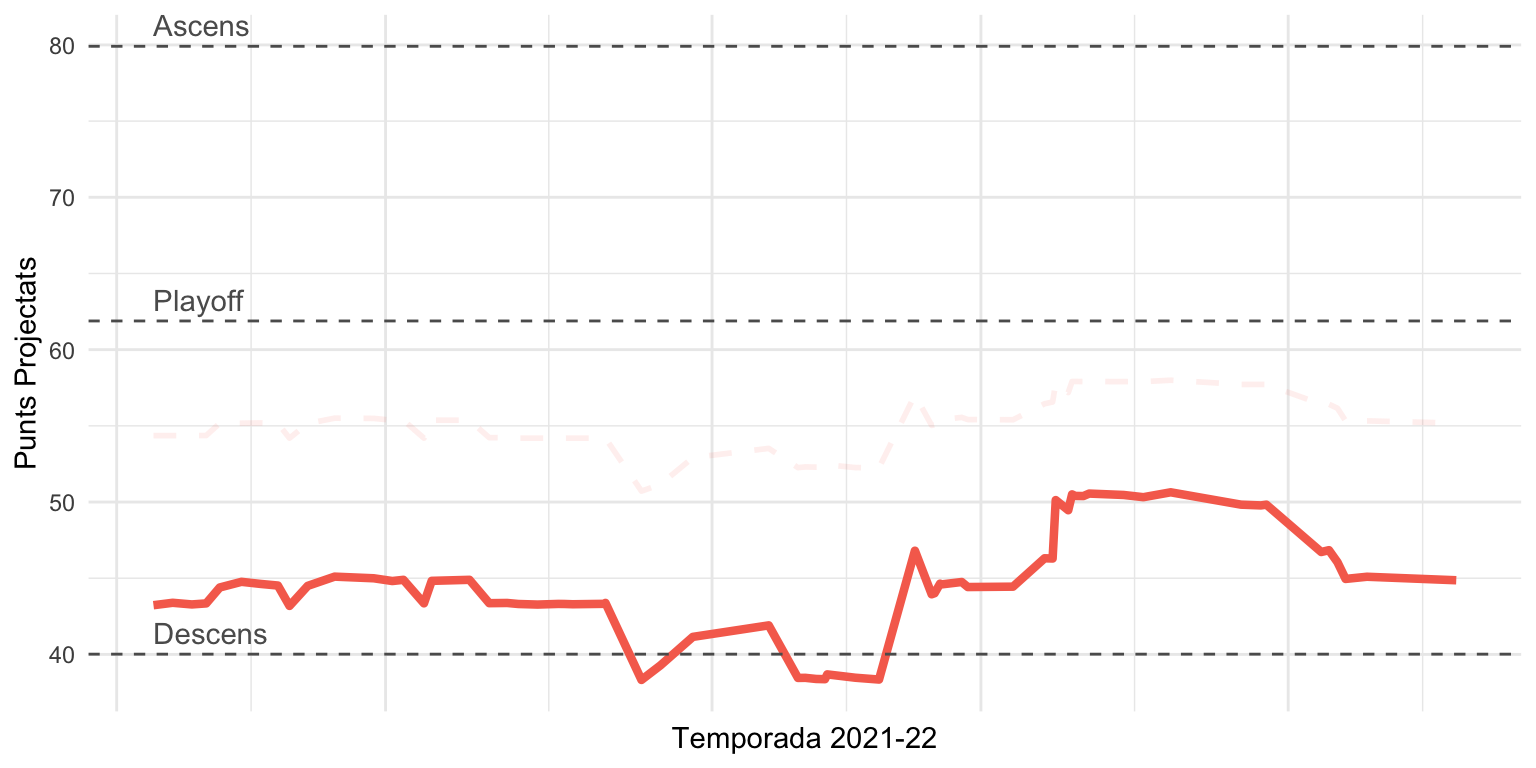 Ascens
80
70
Playoff
60
50
Descens
40
Punts Projectats
Temporada 2021-22